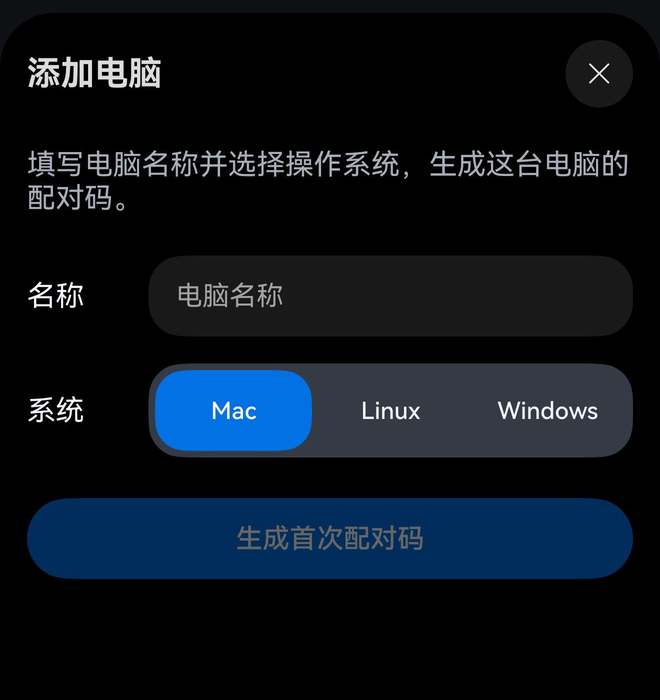 添加电脑
填写电脑名称并选择操作系统，生成这台电脑的
配对码。
名称
电脑名称
系统
Mac
Linux
Windows
生成首次配对码